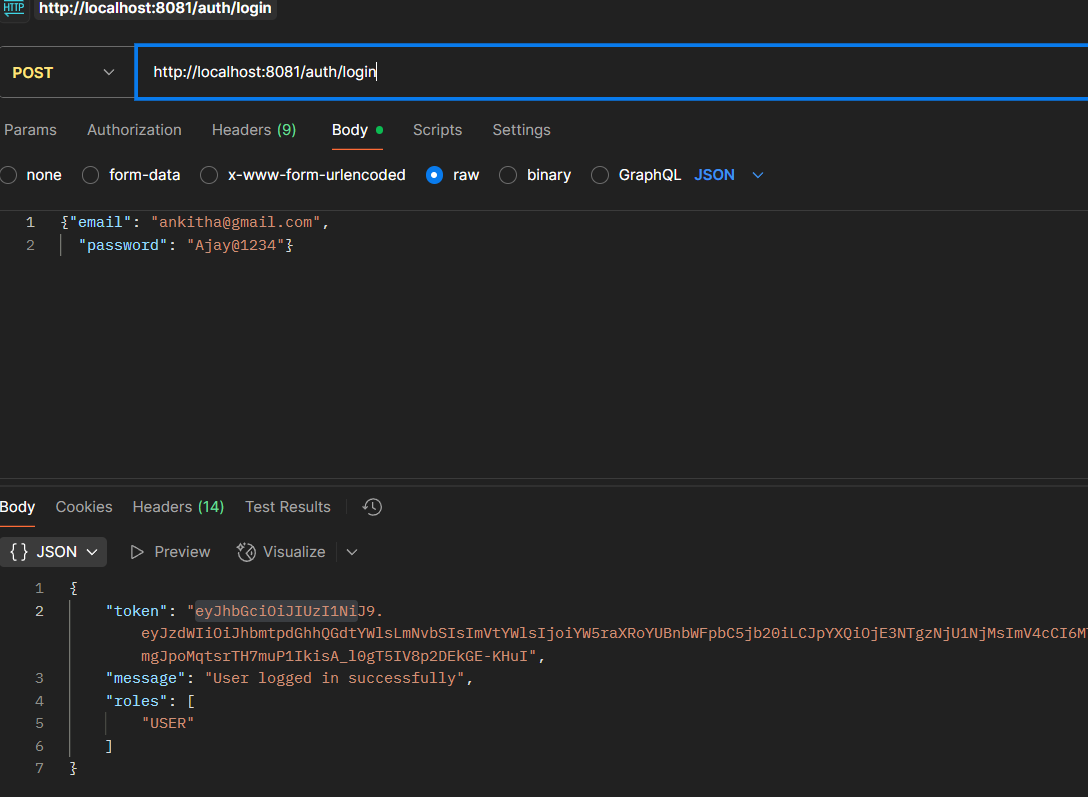 HTTP http://localhost:8081/auth/login
POST http://localhost:8081/auth/login
Params Authorization Headers (9) Body Scripts Settings
none form-data x-www-form-urlencoded raw binary GraphQL JSON
1 {"email": "ankitha@gmail.com",
2 "password": "Ajay@1234"}
Body Cookies Headers (14) Test Results
{} JSON Preview Visualize
1 {
2 "token": "eyJhbGciOiJIUzI1NiJ9.
eyJzdWIiOiJhbmtpdGhhQGdtYWlsLmNvbSIsImVtYWlsIjoiYW5raXRoYUBnbWFpbC5jb20iLCJpYXQiOjE3NTgzNjU1NjMsImV4cCI6MT
mgJpoMqtsrTH7muP1IkisA_l0gT5IV8p2DEkGE-KHuI",
3 "message": "User logged in successfully",
4 "roles": [
5 "USER"
6 ]
7 }